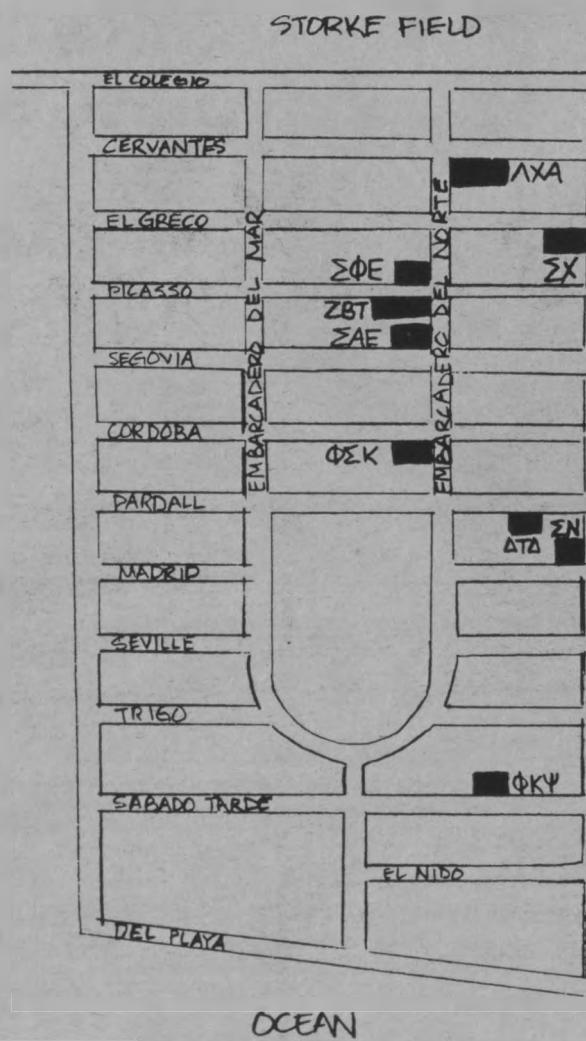 STORKE FIELD
EL COLEGIO
CERVANTES
ΛΧΑ
EL GRECO
ΣΦΕ
ΣΧ
PICASSO
ΖΒΤ
ΣΑΕ
SEGOVIA
EMBARCADERO DEL MAR
EMBARCADERO DEL NORTE
CORDOBA
ΦΣΚ
PARDALL
ΔΤΔ
ΣΝ
MADRID
SEVILLE
TRIGO
ΦΚΨ
SABADO TARDE
EL NIDO
DEL PLAYA
OCEAN